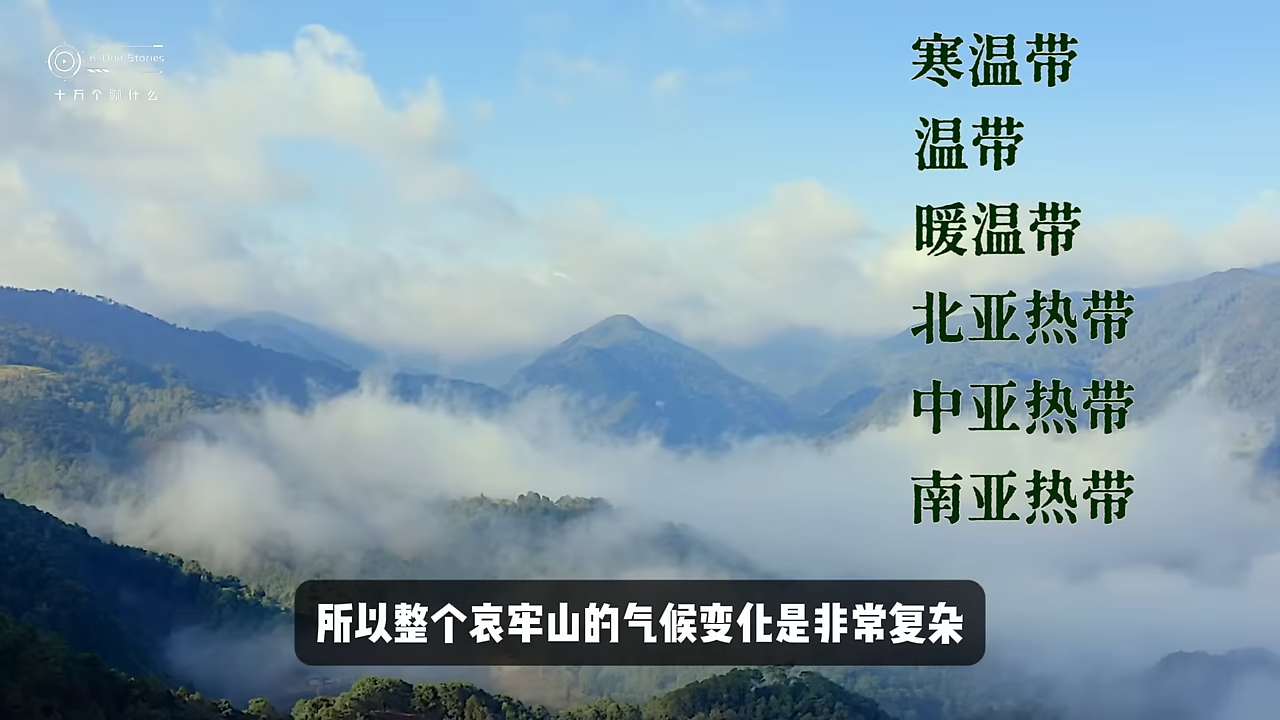 十万个聊什么
寒温带
温带
暖温带
北亚热带
中亚热带
南亚热带
所以整个哀牢山的气候变化是非常复杂